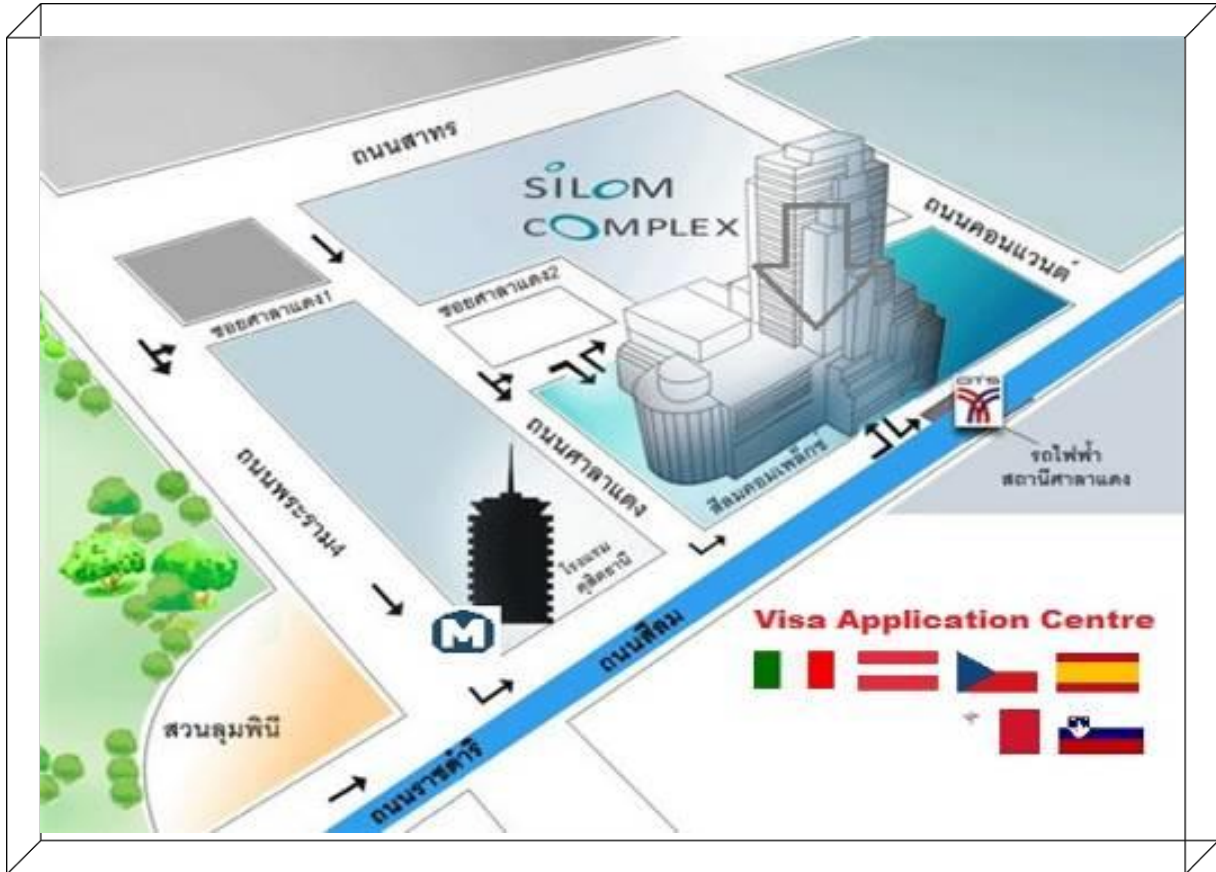 ถนนสาทร
SILOM
COMPLEX
ถนนคอนแวนต์
ซอยศาลาแดง2
ซอยศาลาแดง1
BTS
รถไฟฟ้า
สถานีศาลาแดง
ถนนศาลาแดง
สีลมคอมเพล็กซ์
ถนนพระราม4
โรงแรม
ดุสิตธานี
M
ถนนสีลม
Visa Application Centre
สวนลุมพินี
ถนนราชดำริ